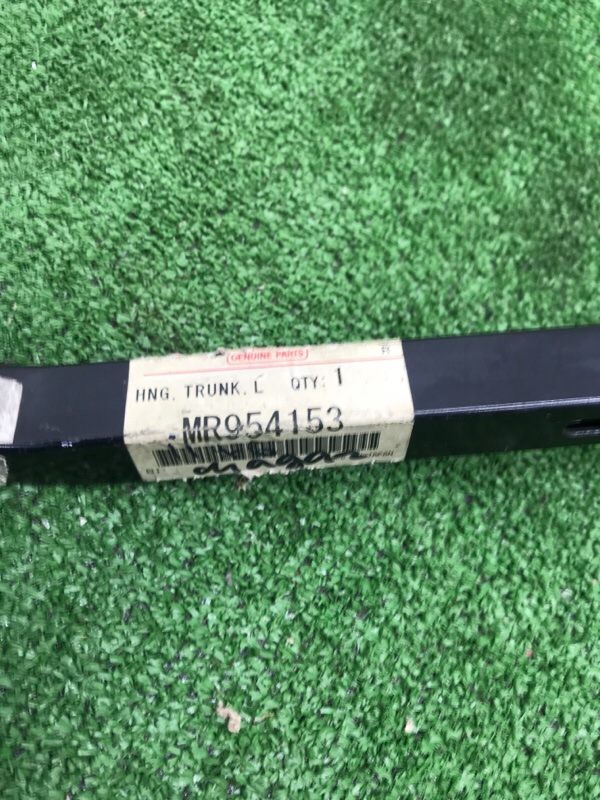 GENUINE PARTS
HNG. TRUNK. L QTY: 1
MR954153